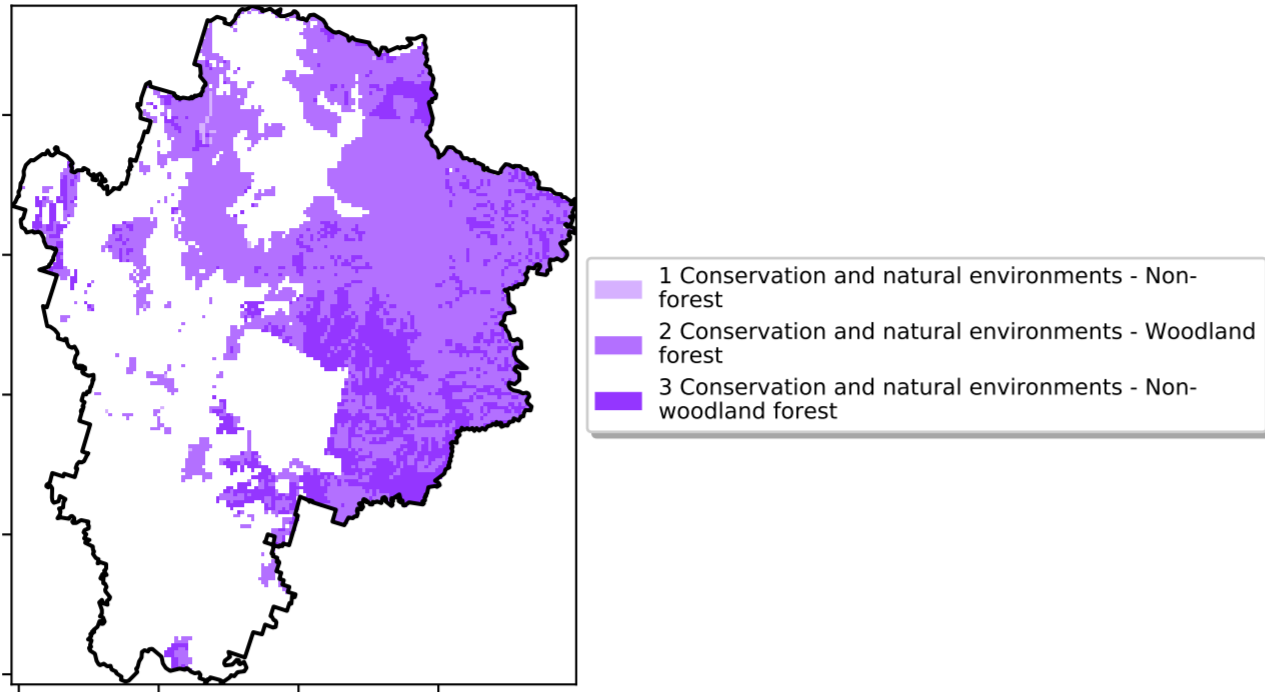 1 Conservation and natural environments - Non-
forest
2 Conservation and natural environments - Woodland
forest
3 Conservation and natural environments - Non-
woodland forest